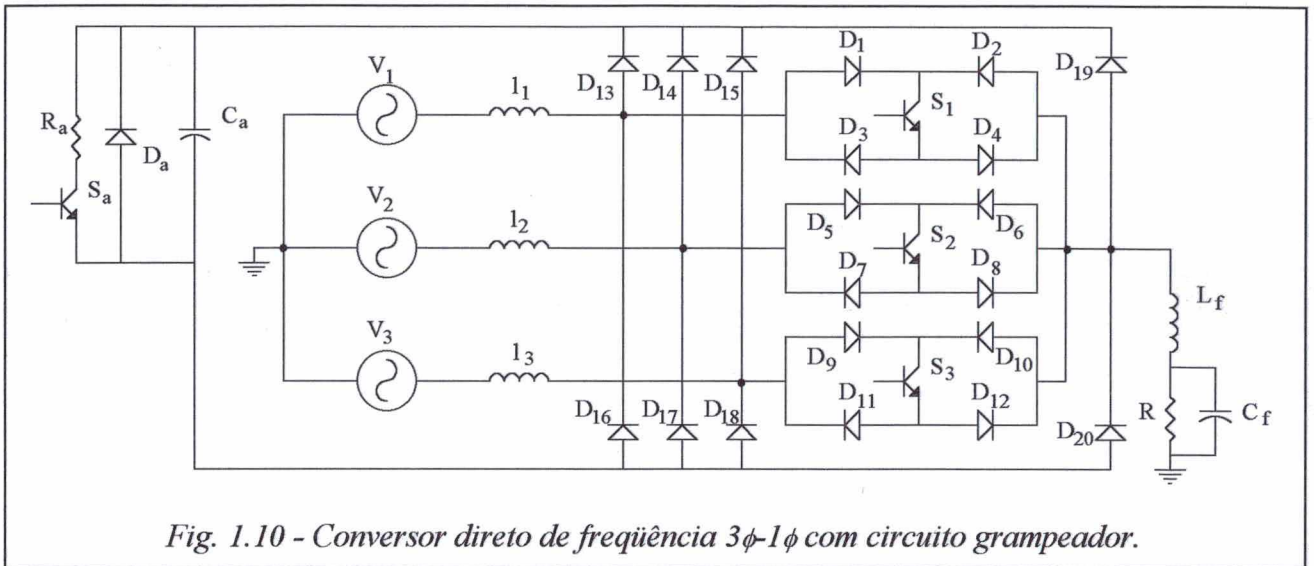 D1 D2
V1 D13 D14 D15 D19
l1 S1
Ra Ca
Da D3 D4
Sa V2
D5 D6
l2 S2
D7 D8
V3 Lf
l3 D9 D10
S3
D16 D17 D18 D11 D12 D20 R Cf
Fig. 1.10 - Conversor direto de freqüência 3ϕ-1ϕ com circuito grampeador.